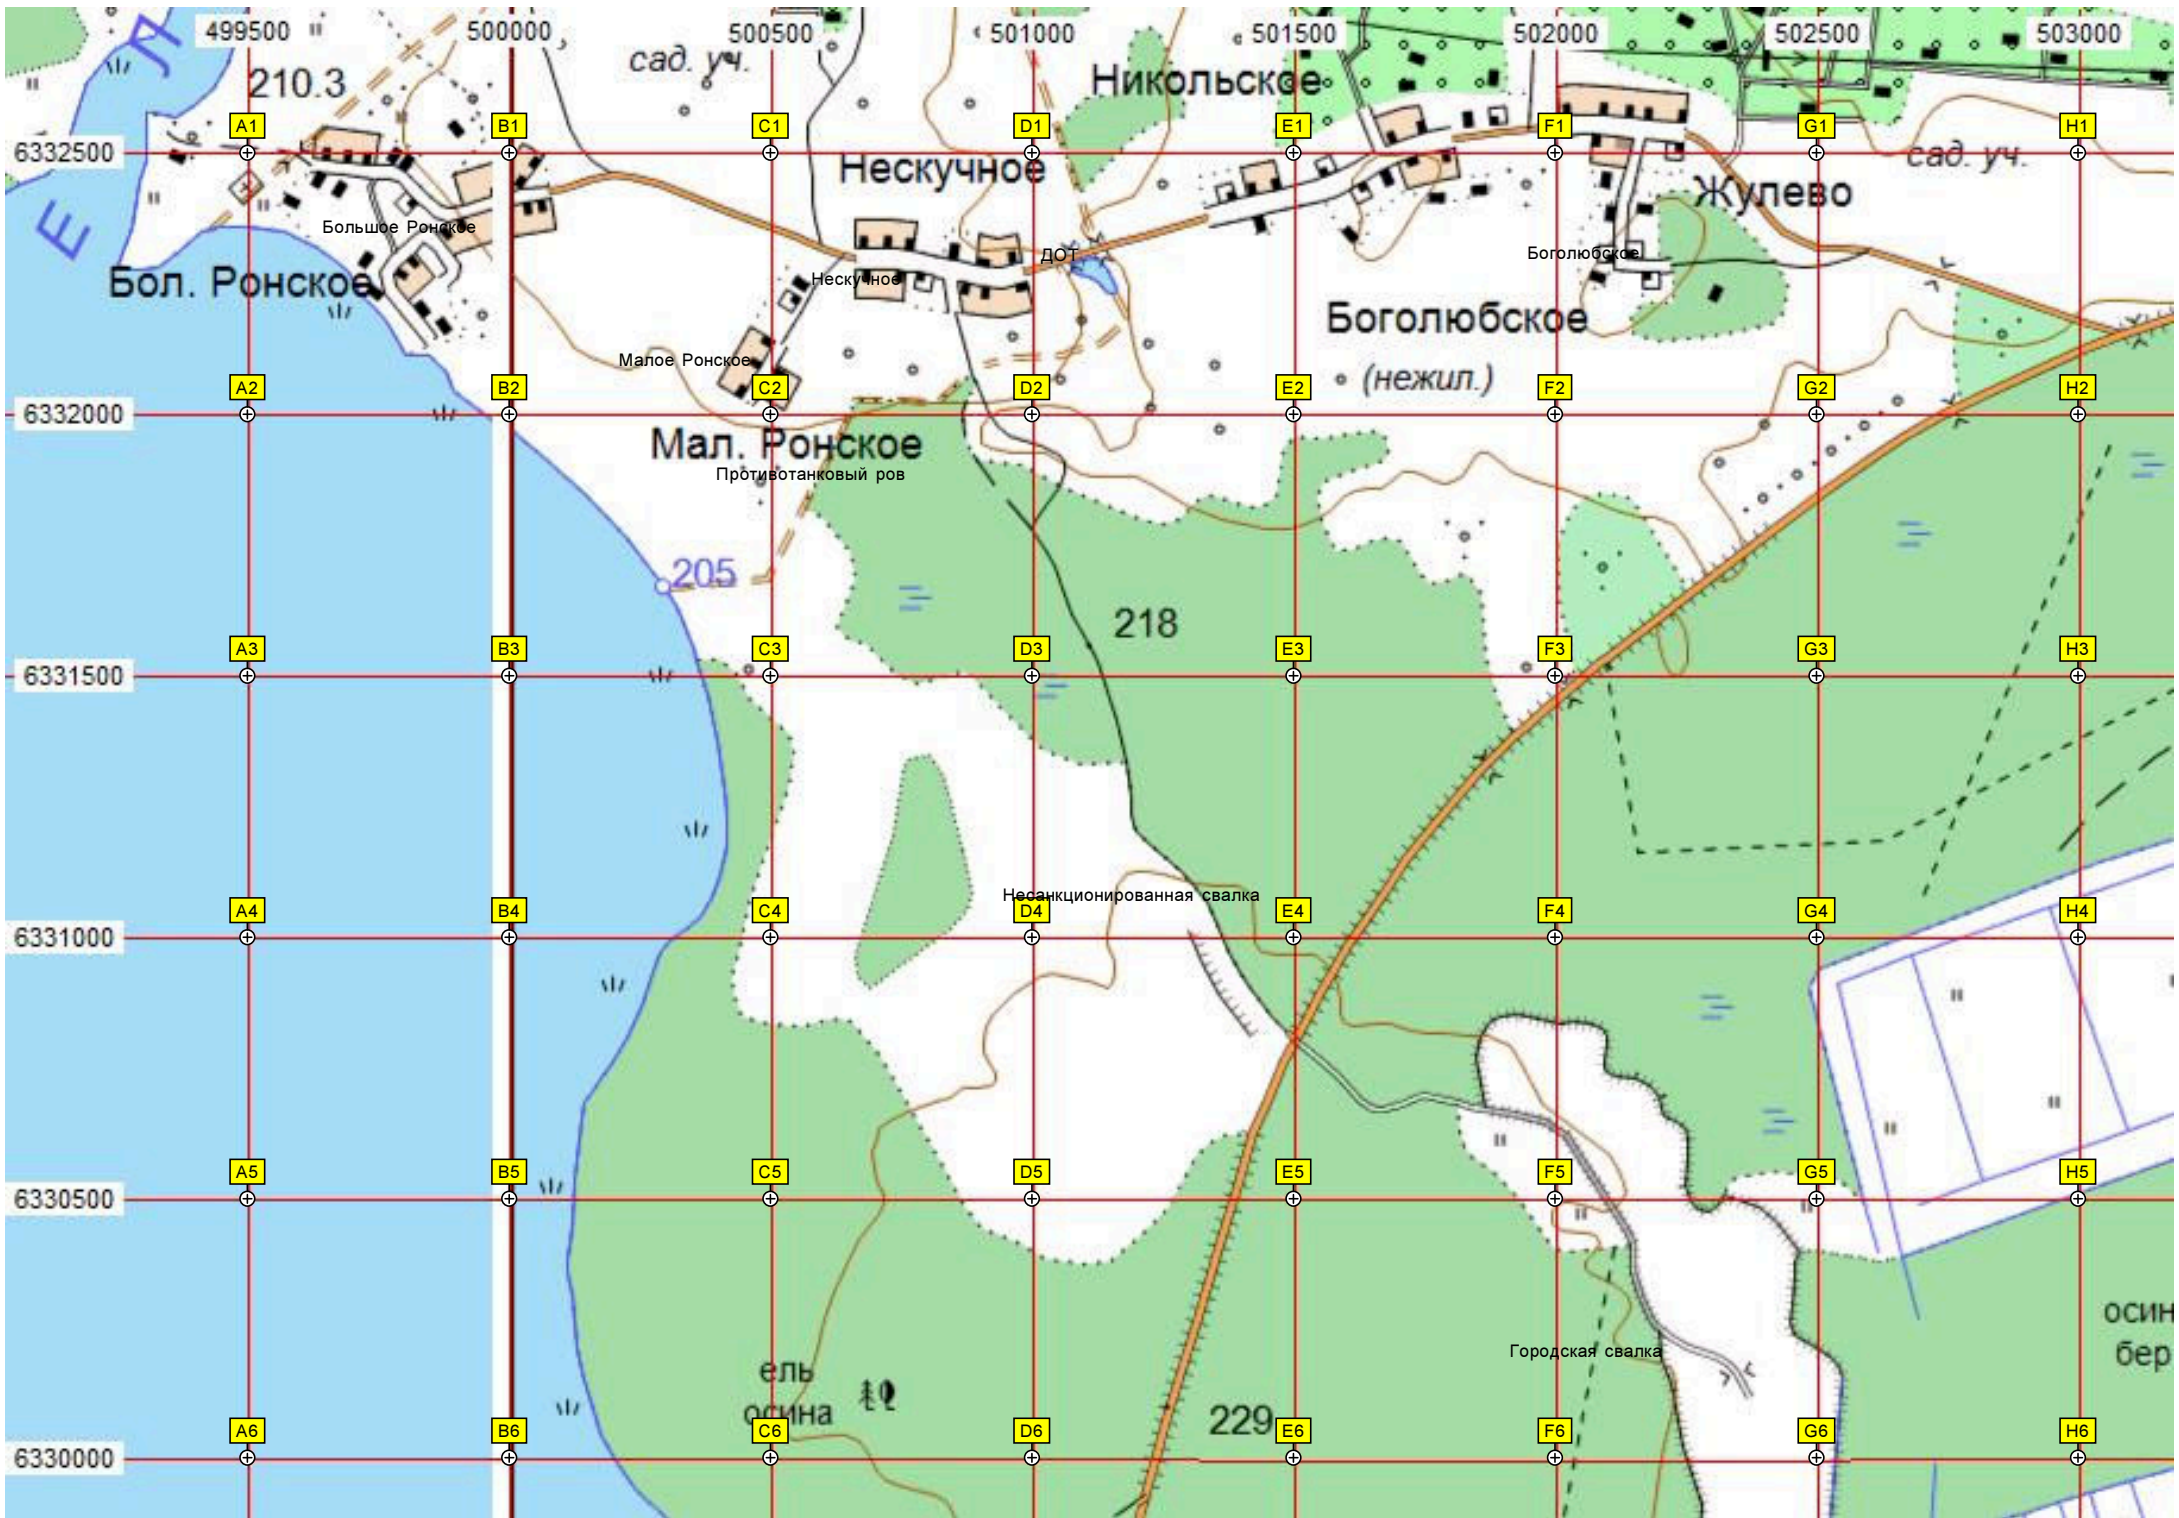 499500 500000 500500 501000 501500 502000 502500 503000
Л
Е
210.3
сад. уч.
Никольское
A1 B1 C1 D1 E1 F1 G1 H1
6332500
Нескучное
сад. уч.
Жулево
Большое Ронское
ДОТ
Боголюбское
Бол. Ронское
Нескучное
Боголюбское
Малое Ронское
(нежил.)
A2 B2 C2 D2 E2 F2 G2 H2
6332000
Мал. Ронское
Противотанковый ров
205
218
A3 B3 C3 D3 E3 F3 G3 H3
6331500
Несанкционированная свалка
A4 B4 C4 D4 E4 F4 G4 H4
6331000
A5 B5 C5 D5 E5 F5 G5 H5
6330500
осин
Городская свалка
бер
ель
осина
229
A6 B6 C6 D6 E6 F6 G6 H6
6330000